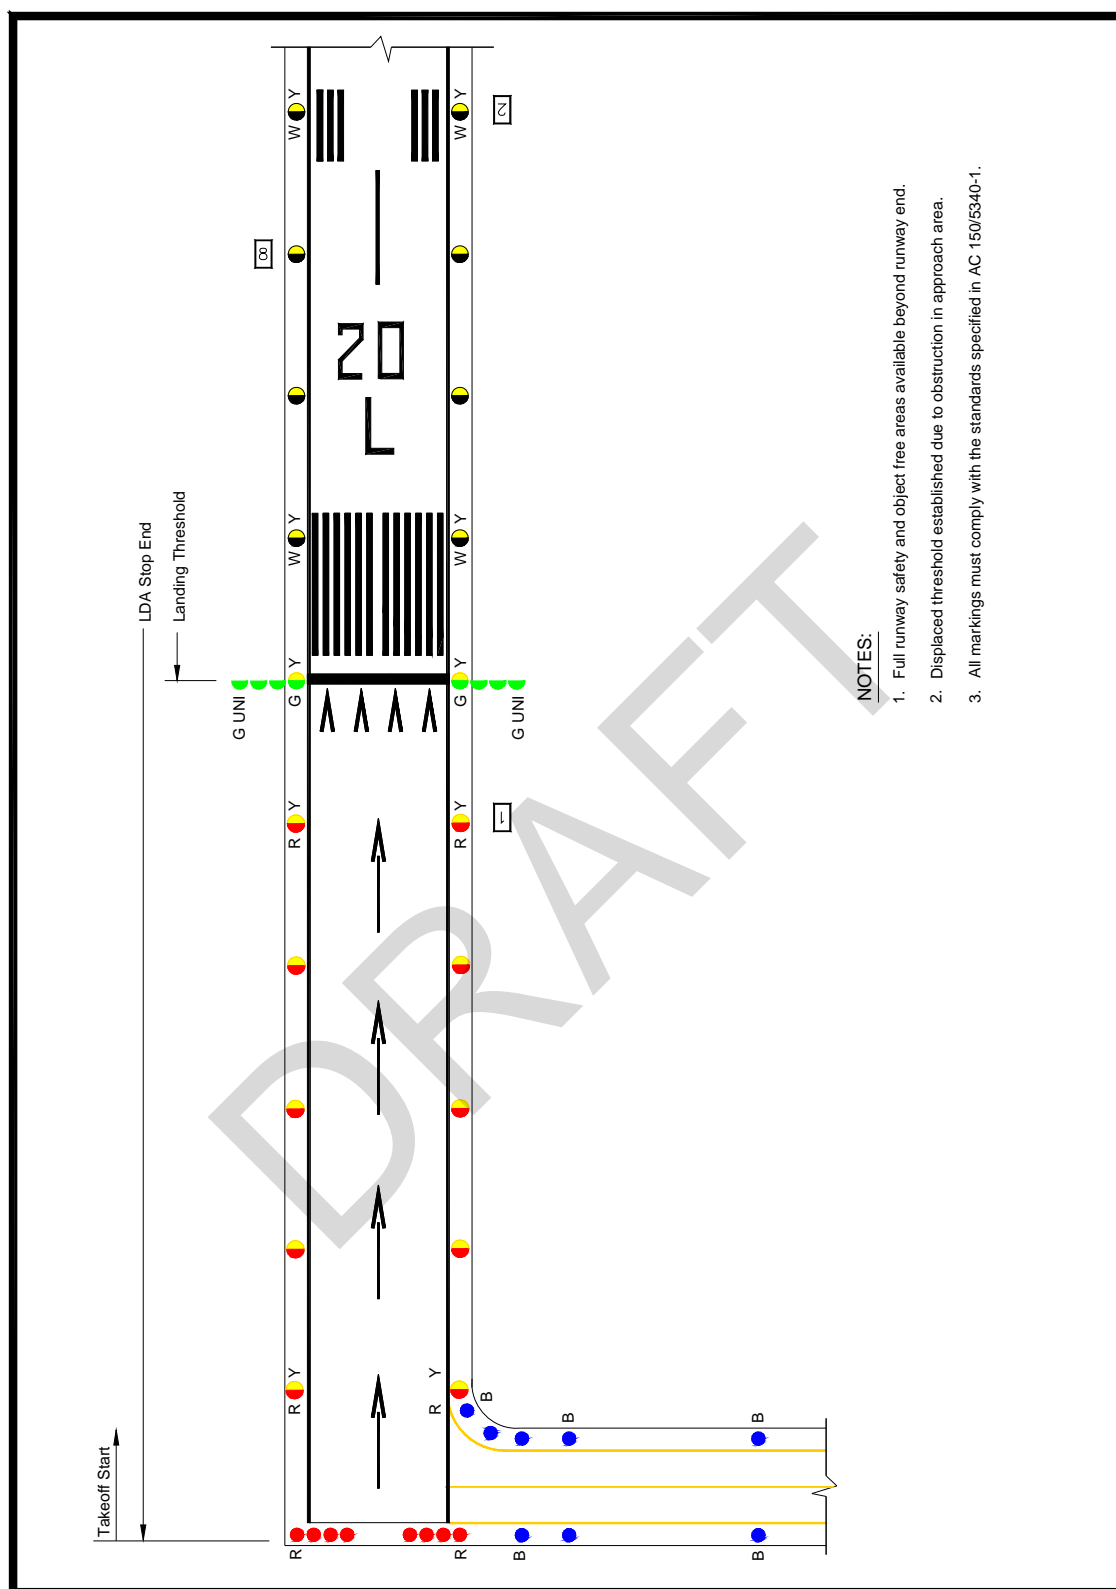 Takeoff Start
LDA Stop End
Landing Threshold
G UNI
8
R
R Y
R Y
G Y
W Y
W Y
20
L
R
R Y
R Y
G Y
W Y
W Y
G UNI
1
2
B
B
B
B
B
DRAFT
NOTES:
1. Full runway safety and object free areas available beyond runway end.
2. Displaced threshold established due to obstruction in approach area.
3. All markings must comply with the standards specified in AC 150/5340-1.